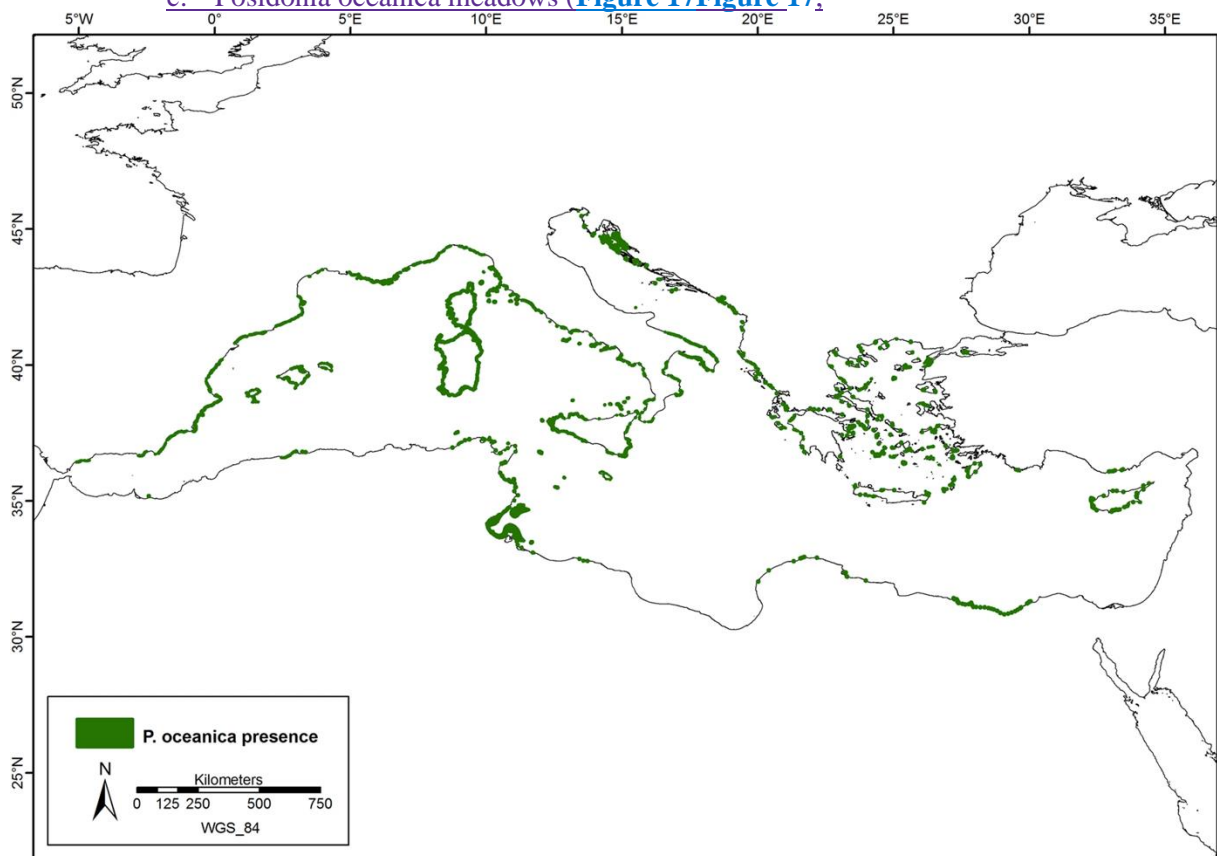 c. Posidonia oceanica meadows (Figure 17Figure 17,
5°W 0° 5°E 10°E 15°E 20°E 25°E 30°E 35°E
50°N
45°N
40°N
35°N
30°N
25°N
P. oceanica presence
N
Kilometers
0 125 250 500 750
WGS_84